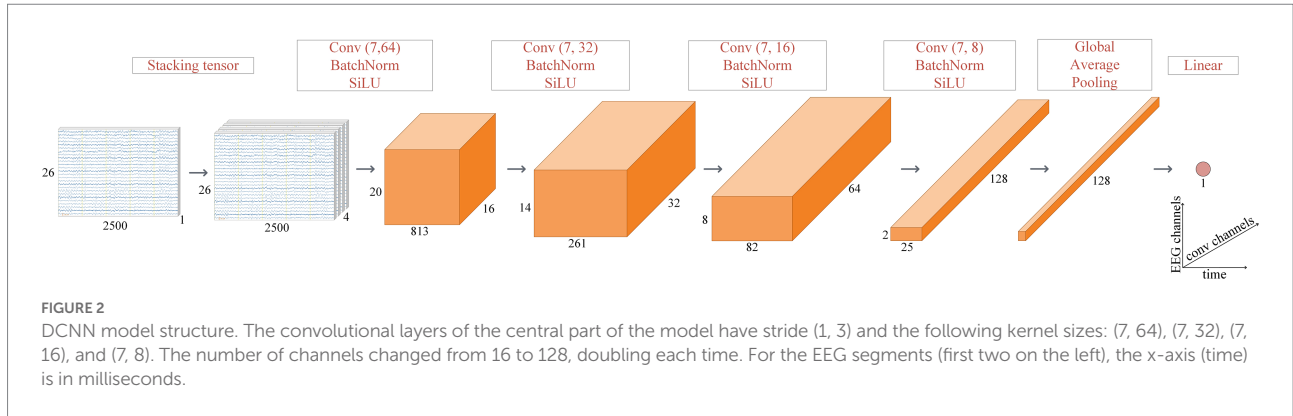 Stacking tensor
Conv (7,64)
BatchNorm
SiLU
Conv (7, 32)
BatchNorm
SiLU
Conv (7, 16)
BatchNorm
SiLU
Conv (7, 8)
BatchNorm
SiLU
Global
Average
Pooling
Linear
26
2500
1
26
2500
4
20
813
16
14
261
32
8
82
64
2
25
128
128
1
EEG channels
conv channels
time
FIGURE 2
DCNN model structure. The convolutional layers of the central part of the model have stride (1, 3) and the following kernel sizes: (7, 64), (7, 32), (7,
16), and (7, 8). The number of channels changed from 16 to 128, doubling each time. For the EEG segments (first two on the left), the x-axis (time)
is in milliseconds.